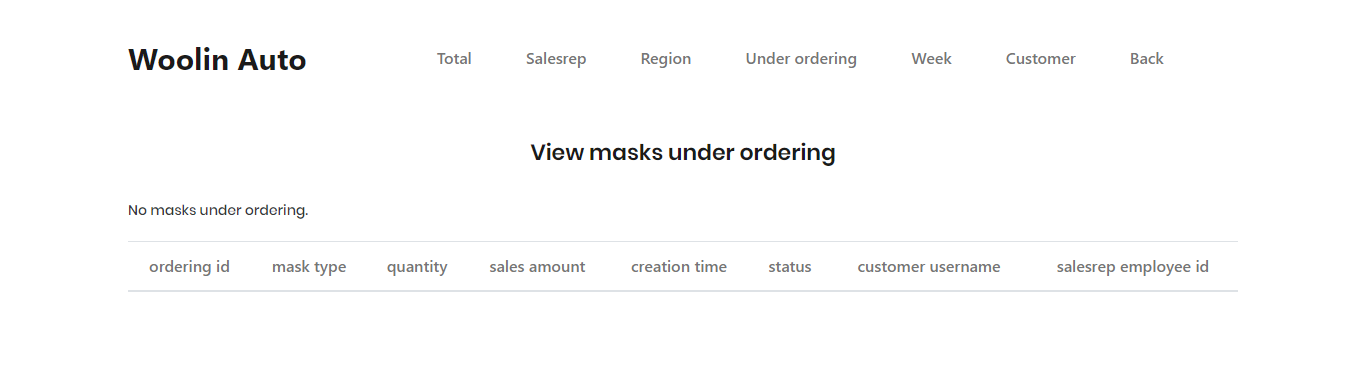 Woolin Auto Total Salesrep Region Under ordering Week Customer Back
View masks under ordering
No masks under ordering.
ordering id mask type quantity sales amount creation time status customer username salesrep employee id